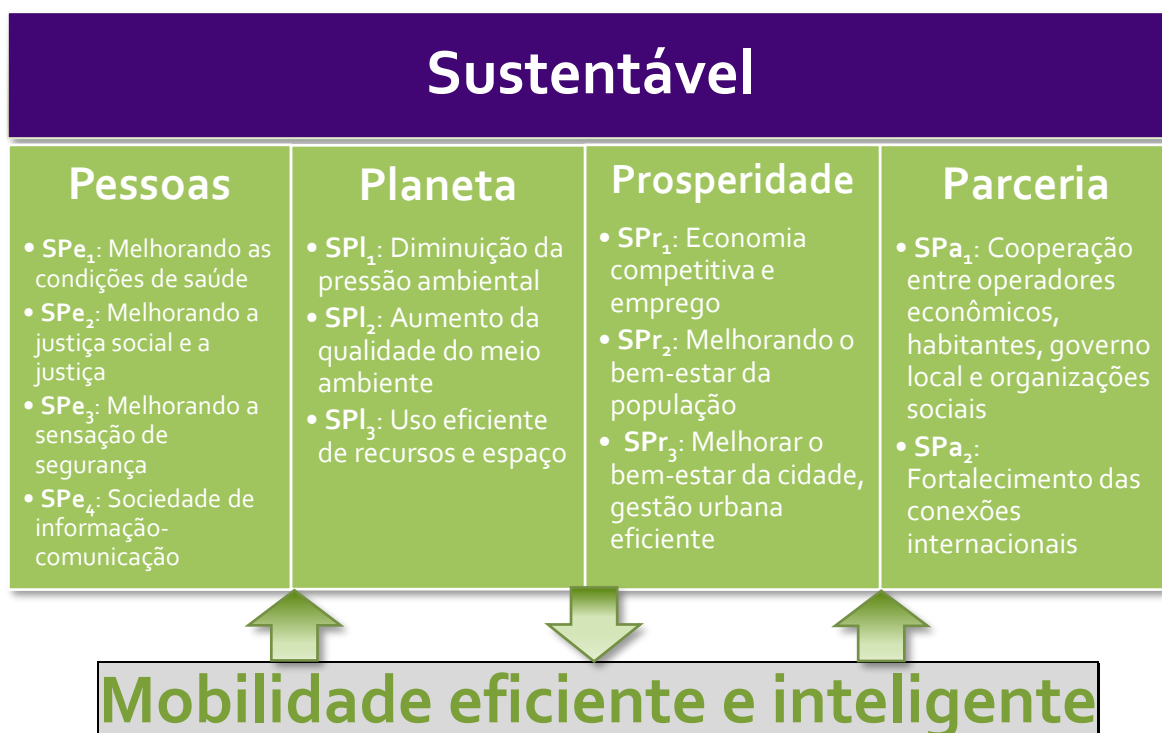 Sustentável
Pessoas
• SPe₁: Melhorando as
condições de saúde
• SPe₂: Melhorando a
justiça social e a
justiça
• SPe₃: Melhorando a
sensação de
segurança
• SPe₄: Sociedade de
informação-
comunicação
Planeta
• SPl₁: Diminuição da
pressão ambiental
• SPl₂: Aumento da
qualidade do meio
ambiente
• SPl₃: Uso eficiente
de recursos e espaço
Prosperidade
• SPr₁: Economia
competitiva e
emprego
• SPr₂: Melhorando o
bem-estar da
população
• SPr₃: Melhorar o
bem-estar da cidade,
gestão urbana
eficiente
Parceria
• SPa₁: Cooperação
entre operadores
econômicos,
habitantes, governo
local e organizações
sociais
• SPa₂:
Fortalecimento das
conexões
internacionais
Mobilidade eficiente e inteligente